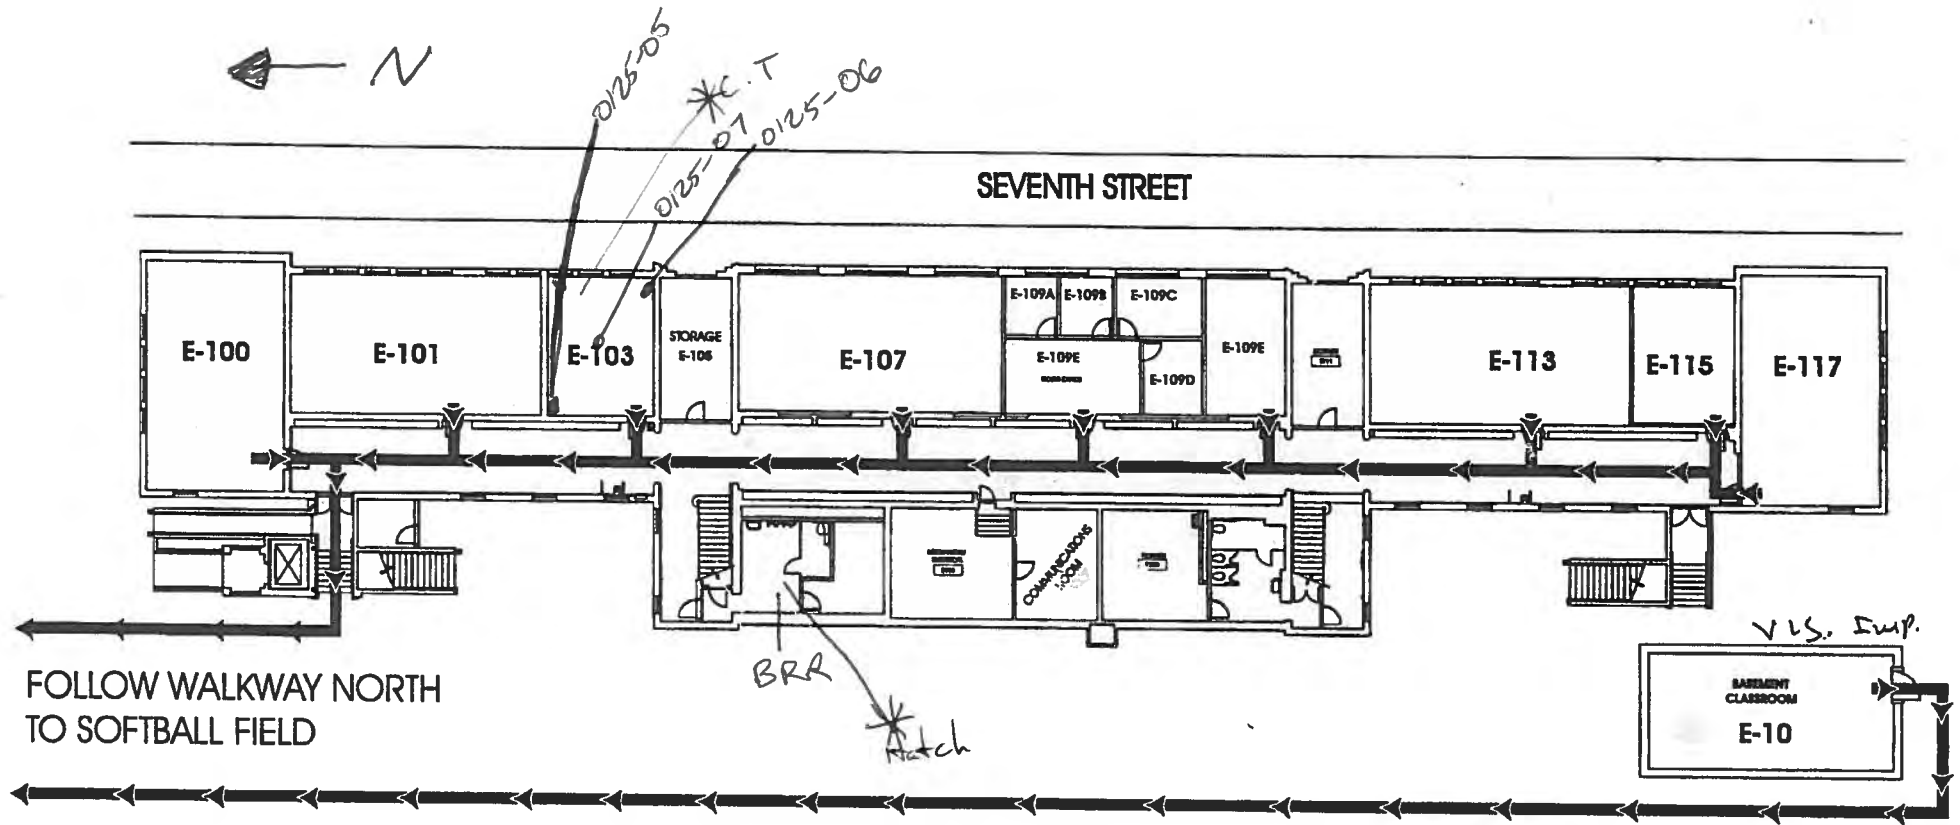 N
0125-05
C.T
0125-07
0125-06
SEVENTH STREET
E-100
E-101
E-103
STORAGE
E-105
E-107
E-109A
E-109B
E-109C
E-109E
E-109D
E-109E
E-113
E-115
E-117
COMMUNICATIONS
ROOM
BRR
Hatch
FOLLOW WALKWAY NORTH
TO SOFTBALL FIELD
VIS. Imp.
BASEMENT
CLASSROOM
E-10